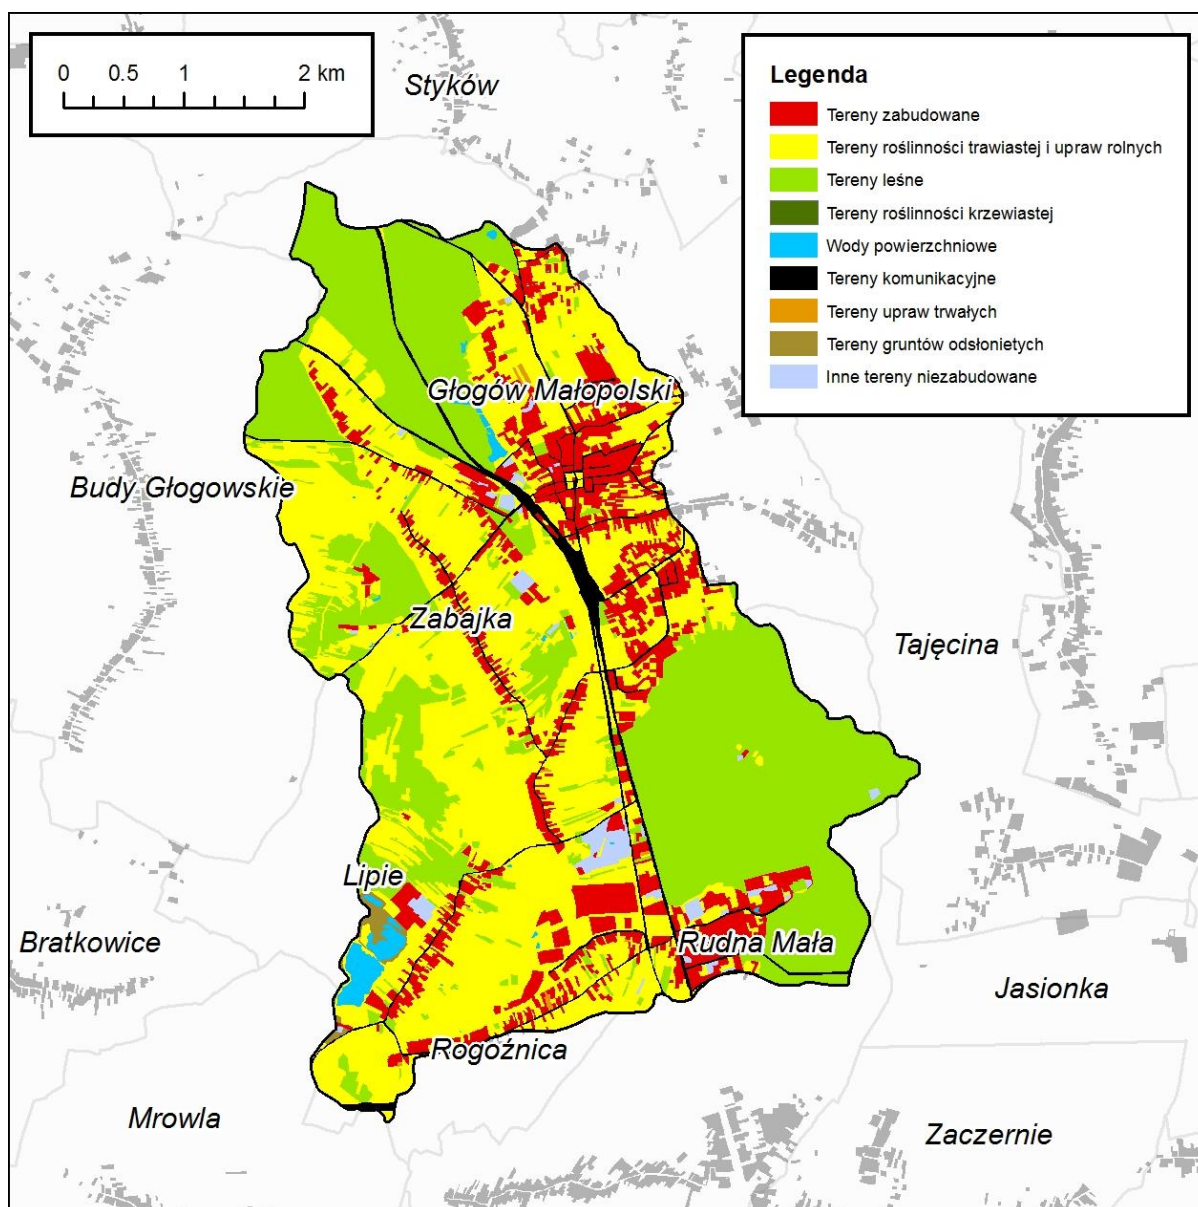 0 0.5 1 2 km
Styków
Legenda
Tereny zabudowane
Tereny roślinności trawiastej i upraw rolnych
Tereny leśne
Tereny roślinności krzewiastej
Wody powierzchniowe
Tereny komunikacyjne
Tereny upraw trwałych
Tereny gruntów odsłonietych
Inne tereny niezabudowane
Głogów Małopolski
Budy Głogowskie
Zabajka
Tajęcina
Lipie
Bratkowice
Rudna Mała
Jasionka
Rogoźnica
Mrowla
Zaczernie